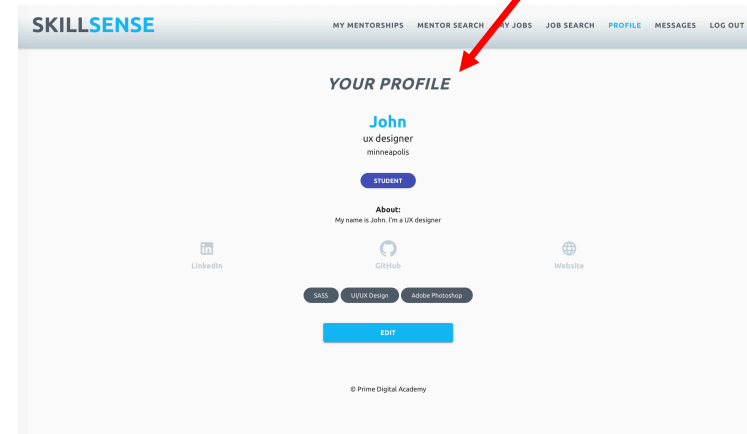 SKILLSENSE
MY MENTORSHIPS MENTOR SEARCH MY JOBS JOB SEARCH PROFILE MESSAGES LOG OUT
YOUR PROFILE
John
ux designer
minneapolis
STUDENT
About:
My name is John. I'm a UX designer
LinkedIn GitHub Website
SASS UI/UX Design Adobe Photoshop
EDIT
© Prime Digital Academy